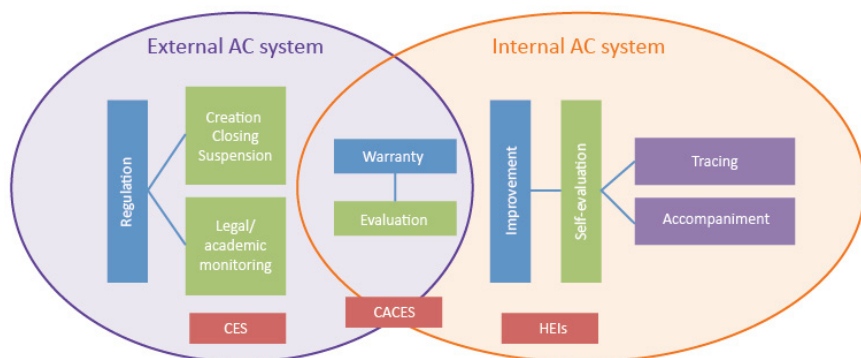 External AC system
Internal AC system
Regulation
Creation
Closing
Suspension
Legal/
academic
monitoring
CES
Warranty
Evaluation
CACES
Improvement
Self-evaluation
Tracing
Accompaniment
HEIs